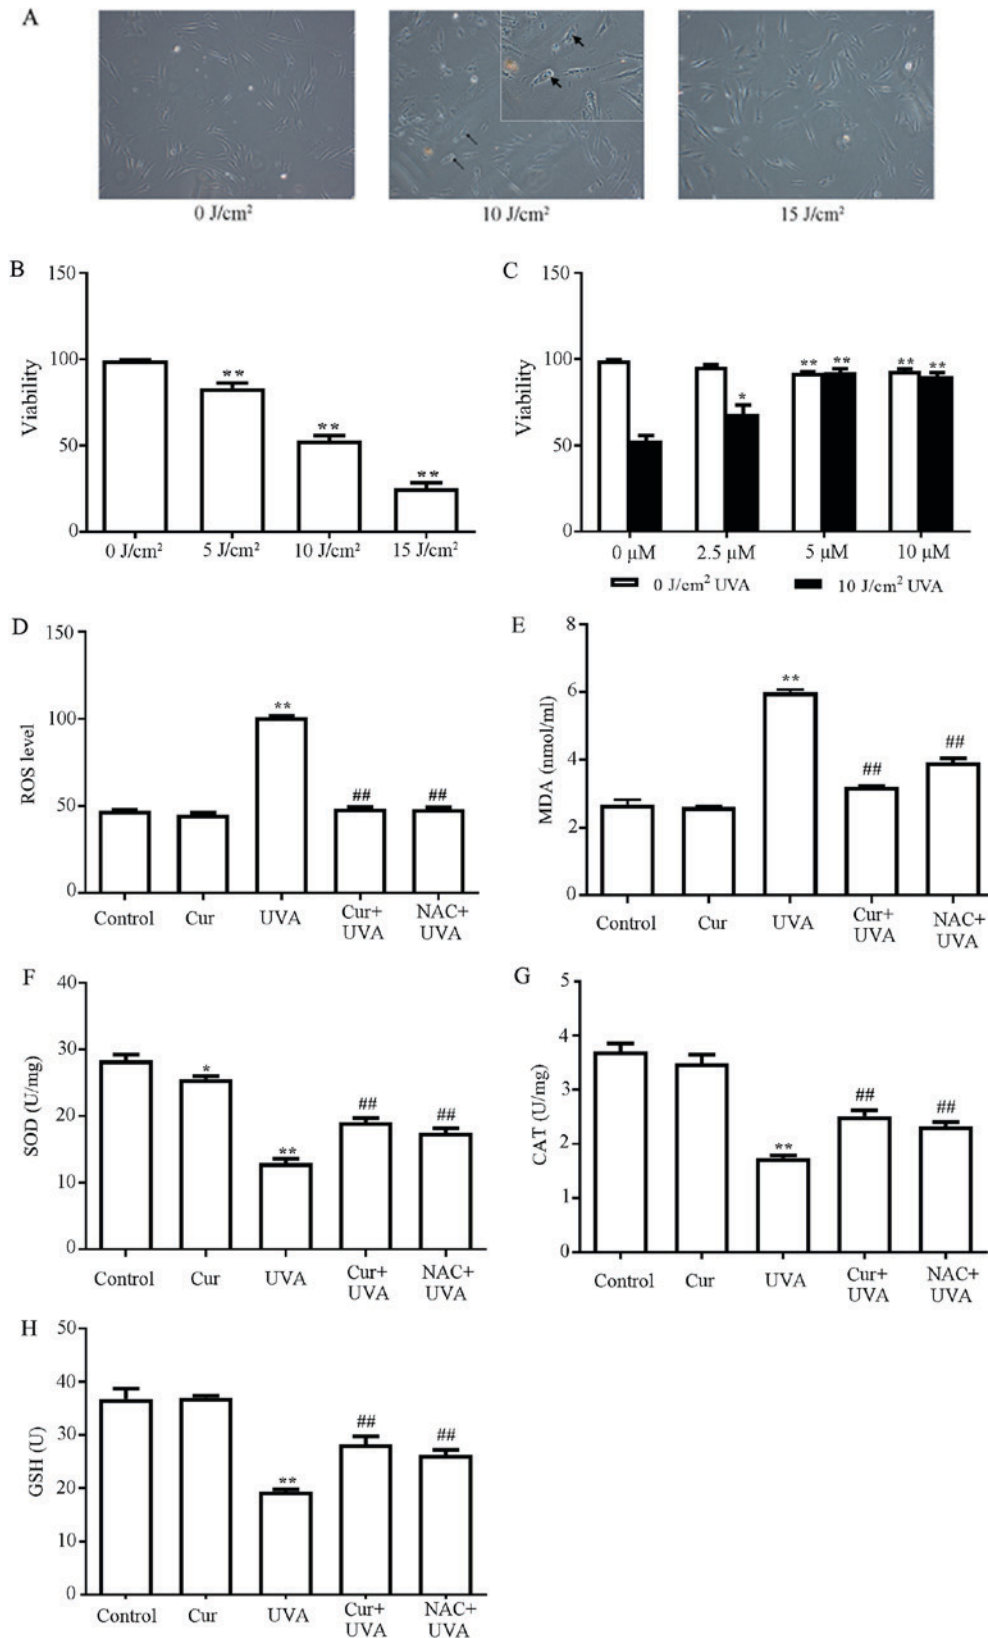 A
0 J/cm²
10 J/cm²
15 J/cm²
B
Viability
150
100
50
0
**
**
**
0 J/cm²
5 J/cm²
10 J/cm²
15 J/cm²
C
Viability
150
100
50
0
*
**
**
**
**
0 µM
2.5 µM
5 µM
10 µM
0 J/cm² UVA
10 J/cm² UVA
D
ROS level
150
100
50
0
**
##
##
Control
Cur
UVA
Cur+
UVA
NAC+
UVA
E
MDA (nmol/ml)
8
6
4
2
0
**
##
##
Control
Cur
UVA
Cur+
UVA
NAC+
UVA
F
SOD (U/mg)
40
30
20
10
0
*
**
##
##
Control
Cur
UVA
Cur+
UVA
NAC+
UVA
G
CAT (U/mg)
5
4
3
2
1
0
**
##
##
Control
Cur
UVA
Cur+
UVA
NAC+
UVA
H
GSH (U)
50
40
30
20
10
0
**
##
##
Control
Cur
UVA
Cur+
UVA
NAC+
UVA